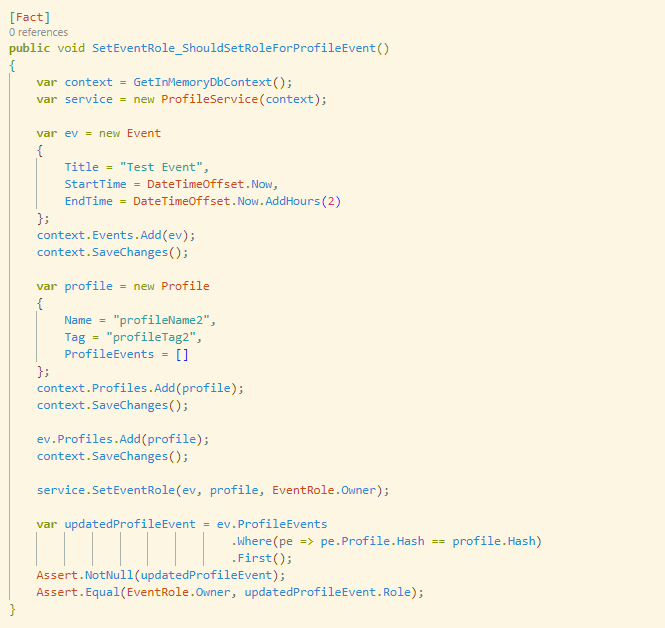 [Fact]
0 references
public void SetEventRole_ShouldSetRoleForProfileEvent()
{
    var context = GetInMemoryDbContext();
    var service = new ProfileService(context);

    var ev = new Event
    {
        Title = "Test Event",
        StartTime = DateTimeOffset.Now,
        EndTime = DateTimeOffset.Now.AddHours(2)
    };
    context.Events.Add(ev);
    context.SaveChanges();

    var profile = new Profile
    {
        Name = "profileName2",
        Tag = "profileTag2",
        ProfileEvents = []
    };
    context.Profiles.Add(profile);
    context.SaveChanges();

    ev.Profiles.Add(profile);
    context.SaveChanges();

    service.SetEventRole(ev, profile, EventRole.Owner);

    var updatedProfileEvent = ev.ProfileEvents
                                .Where(pe => pe.Profile.Hash == profile.Hash)
                                .First();
    Assert.NotNull(updatedProfileEvent);
    Assert.Equal(EventRole.Owner, updatedProfileEvent.Role);
}